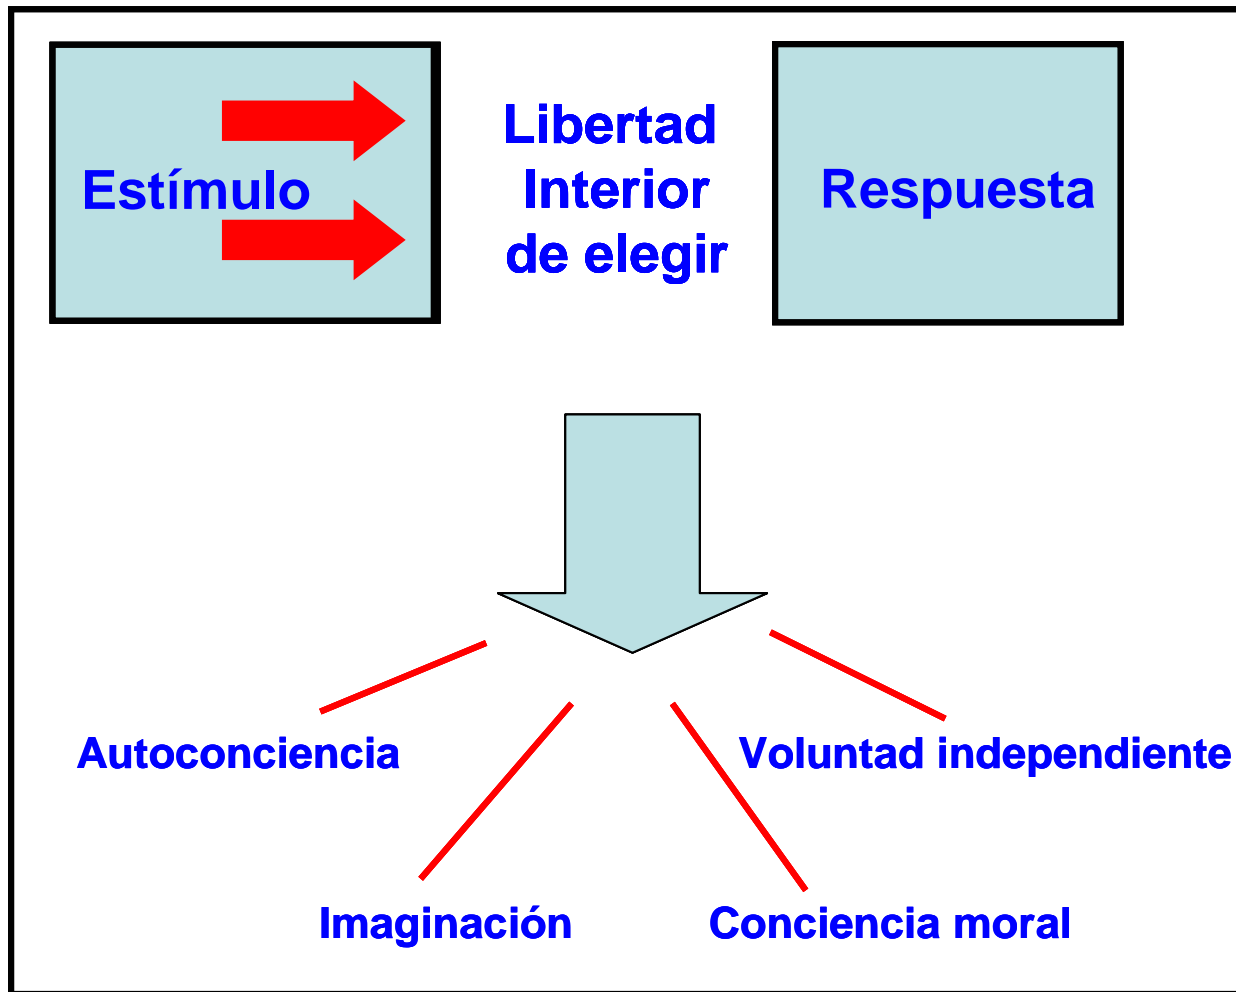 Estímulo
Libertad
Interior
de elegir
Respuesta
Autoconciencia
Voluntad independiente
Imaginación
Conciencia moral